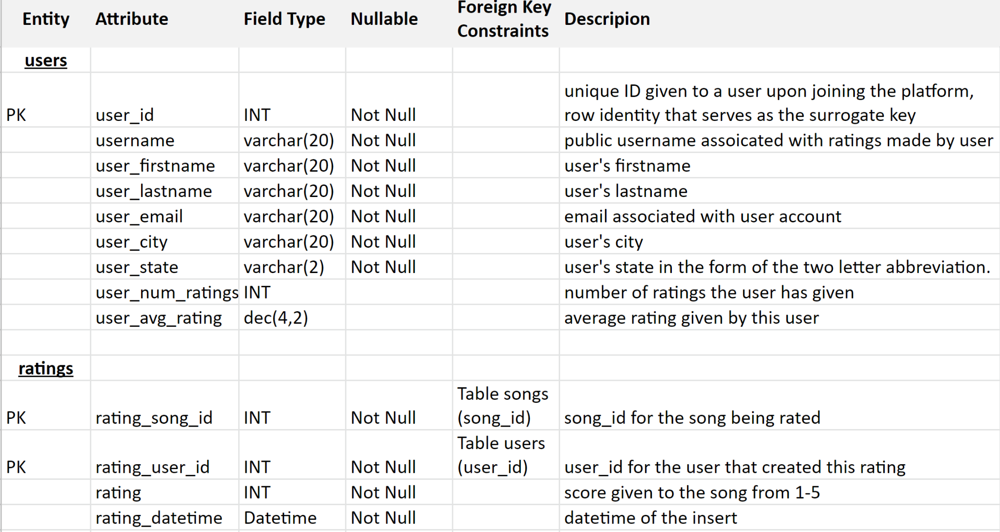 Entity Attribute Field Type Nullable Foreign Key Constraints Descripion
users
PK user_id INT Not Null unique ID given to a user upon joining the platform,
row identity that serves as the surrogate key
username varchar(20) Not Null public username assoicated with ratings made by user
user_firstname varchar(20) Not Null user's firstname
user_lastname varchar(20) Not Null user's lastname
user_email varchar(20) Not Null email associated with user account
user_city varchar(20) Not Null user's city
user_state varchar(2) Not Null user's state in the form of the two letter abbreviation.
user_num_ratings INT number of ratings the user has given
user_avg_rating dec(4,2) average rating given by this user
ratings
PK rating_song_id INT Not Null Table songs (song_id) song_id for the song being rated
PK rating_user_id INT Not Null Table users (user_id) user_id for the user that created this rating
rating INT Not Null score given to the song from 1-5
rating_datetime Datetime Not Null datetime of the insert